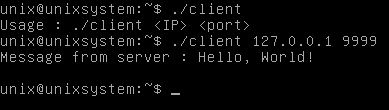 unix@unixsystem:~$ ./client
Usage : ./client <IP> <port>
unix@unixsystem:~$ ./client 127.0.0.1 9999
Message from server : Hello, World!
unix@unixsystem:~$ _